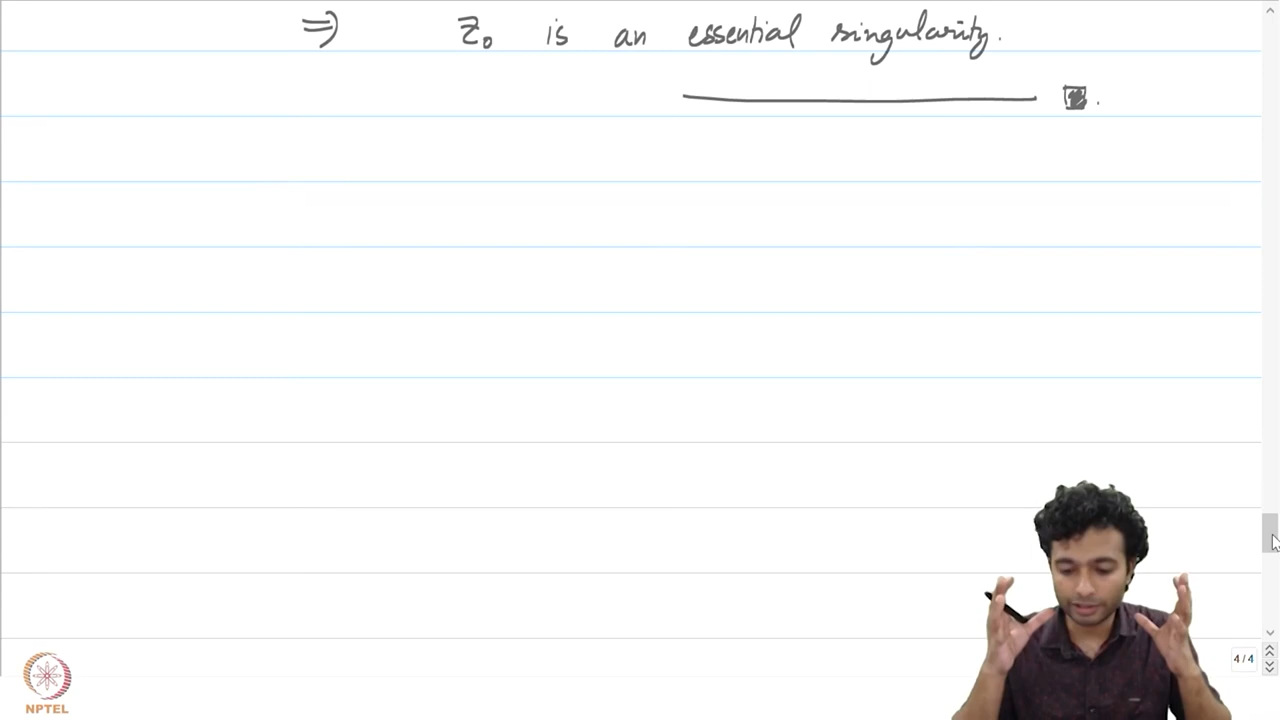 ⇒ z₀ is an essential singularity.
4 / 4
NPTEL